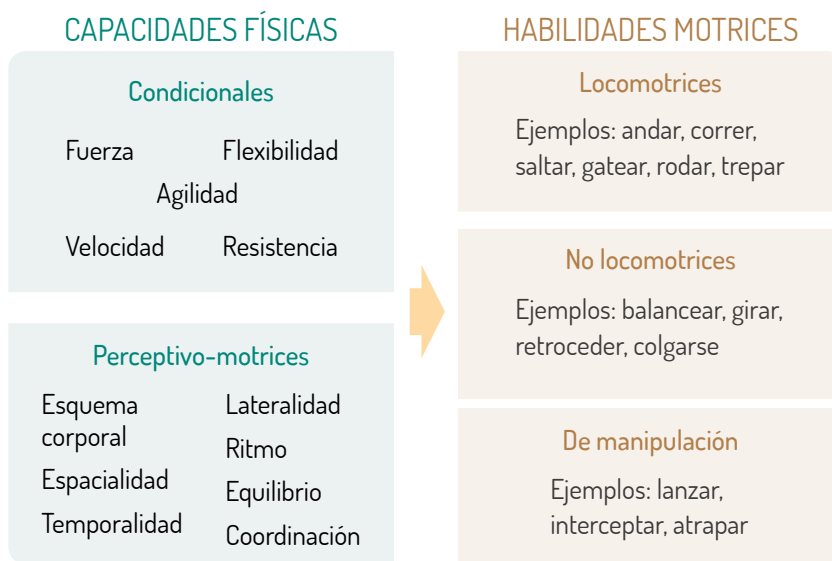 CAPACIDADES FÍSICAS
Condicionales
Fuerza
Flexibilidad
Agilidad
Velocidad
Resistencia
Perceptivo-motrices
Esquema
corporal
Espacialidad
Temporalidad
Lateralidad
Ritmo
Equilibrio
Coordinación
HABILIDADES MOTRICES
Locomotrices
Ejemplos: andar, correr,
saltar, gatear, rodar, trepar
No locomotrices
Ejemplos: balancear, girar,
retroceder, colgarse
De manipulación
Ejemplos: lanzar,
interceptar, atrapar